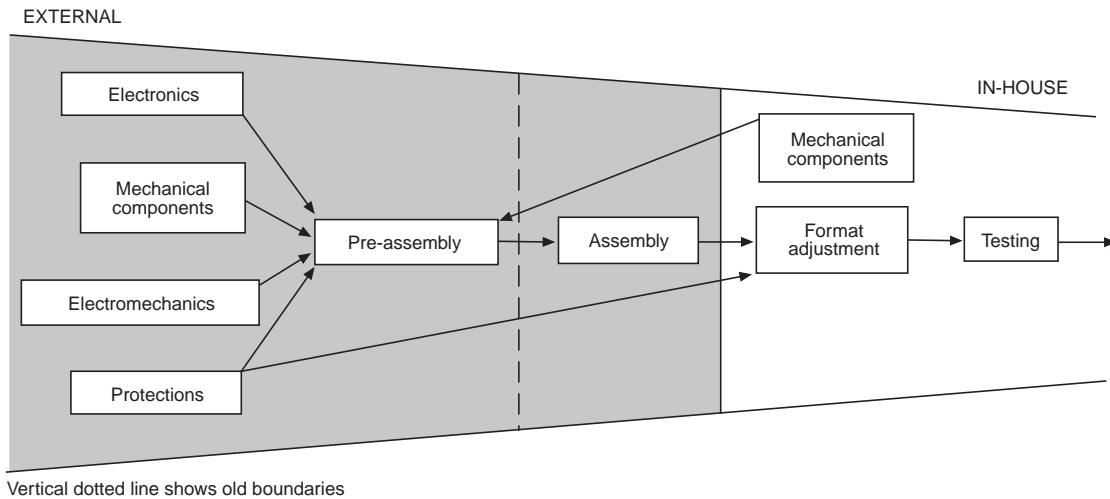 EXTERNAL
IN-HOUSE
Electronics
Mechanical
components
Mechanical
components
Pre-assembly
Assembly
Format
adjustment
Testing
Electromechanics
Protections
Vertical dotted line shows old boundaries